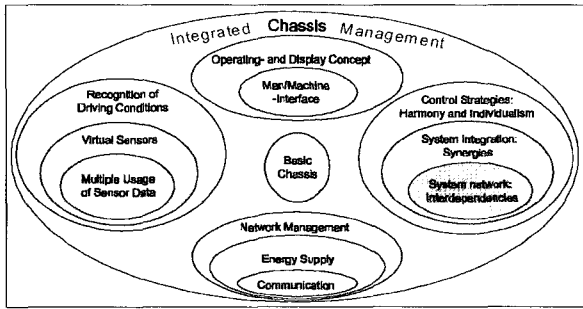 Integrated Chassis Management
Operating- and Display Concept
Man/Machine
-Interface
Recognition of
Driving Conditions
Virtual Sensors
Multiple Usage
of Sensor Data
Basic
Chassis
Control Strategies:
Harmony and Individualism
System Integration:
Synergies
System network:
Interdependencies
Network Management
Energy Supply
Communication